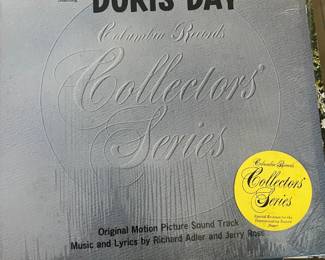 DORIS DAY
Columbia Records
Collectors'
Series
Original Motion Picture Sound Track
Music and Lyrics by Richard Adler and Jerry Ross
Columbia Records
Collectors'
Series